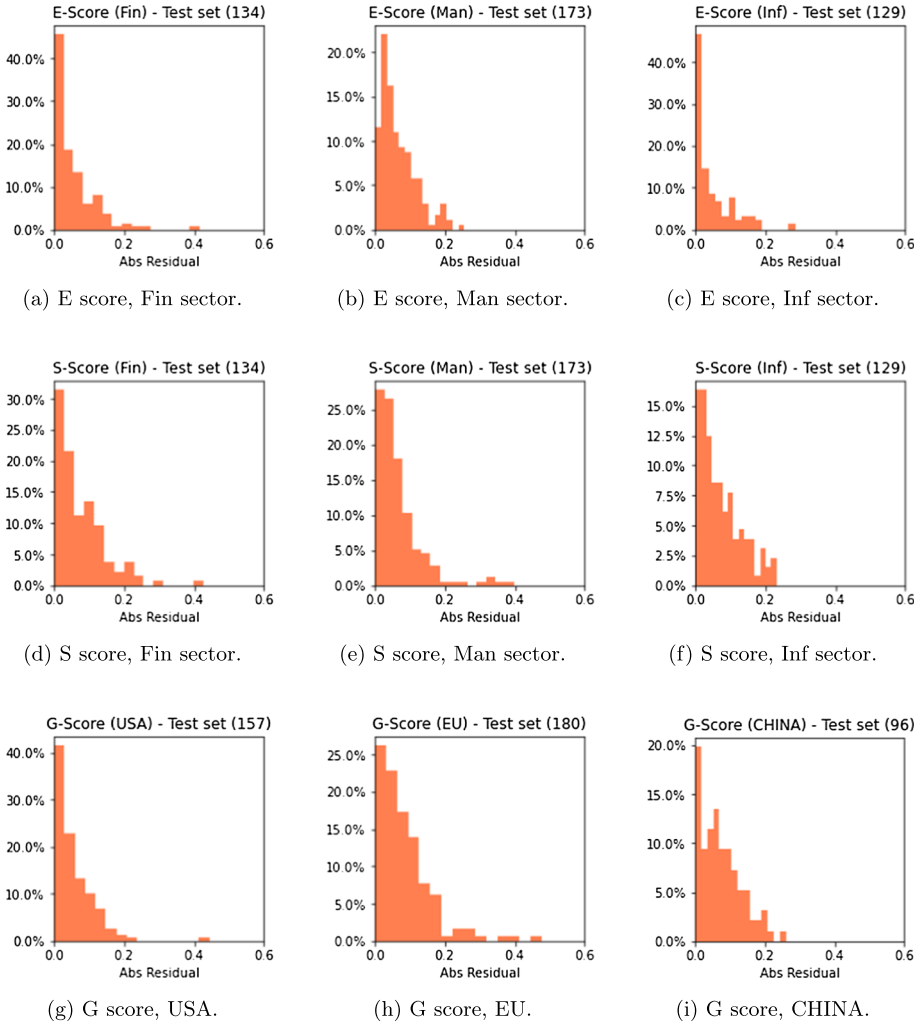 E-Score (Fin) - Test set (134)
40.0%
30.0%
20.0%
10.0%
0.0%
0.0 0.2 0.4 0.6
Abs Residual
(a) E score, Fin sector.
E-Score (Man) - Test set (173)
20.0%
15.0%
10.0%
5.0%
0.0%
0.0 0.2 0.4 0.6
Abs Residual
(b) E score, Man sector.
E-Score (Inf) - Test set (129)
40.0%
30.0%
20.0%
10.0%
0.0%
0.0 0.2 0.4 0.6
Abs Residual
(c) E score, Inf sector.
S-Score (Fin) - Test set (134)
30.0%
25.0%
20.0%
15.0%
10.0%
5.0%
0.0%
0.0 0.2 0.4 0.6
Abs Residual
(d) S score, Fin sector.
S-Score (Man) - Test set (173)
25.0%
20.0%
15.0%
10.0%
5.0%
0.0%
0.0 0.2 0.4 0.6
Abs Residual
(e) S score, Man sector.
S-Score (Inf) - Test set (129)
15.0%
12.5%
10.0%
7.5%
5.0%
2.5%
0.0%
0.0 0.2 0.4 0.6
Abs Residual
(f) S score, Inf sector.
G-Score (USA) - Test set (157)
40.0%
30.0%
20.0%
10.0%
0.0%
0.0 0.2 0.4 0.6
Abs Residual
(g) G score, USA.
G-Score (EU) - Test set (180)
25.0%
20.0%
15.0%
10.0%
5.0%
0.0%
0.0 0.2 0.4 0.6
Abs Residual
(h) G score, EU.
G-Score (CHINA) - Test set (96)
20.0%
15.0%
10.0%
5.0%
0.0%
0.0 0.2 0.4 0.6
Abs Residual
(i) G score, CHINA.